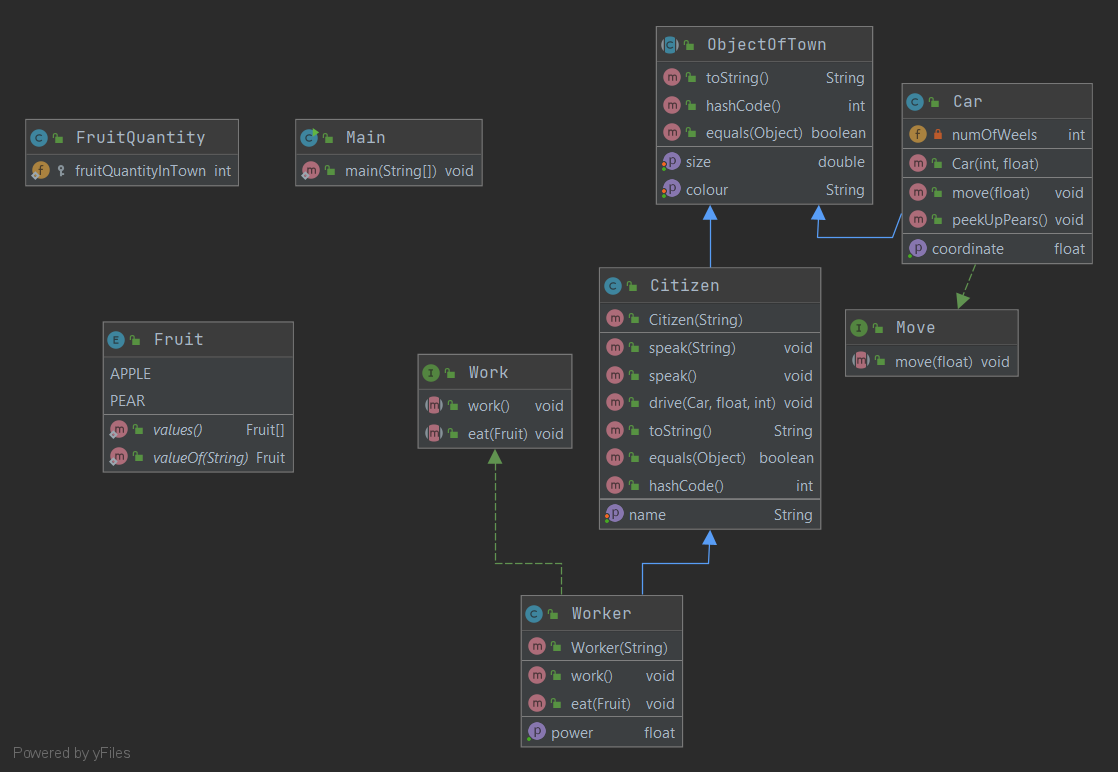 ObjectOfTown
toString() String
hashCode() int
equals(Object) boolean
size double
colour String
Car
numOfWeels int
Car(int, float)
move(float) void
peekUpPears() void
coordinate float
FruitQuantity
fruitQuantityInTown int
Main
main(String[]) void
Citizen
Citizen(String)
speak(String) void
speak() void
drive(Car, float, int) void
toString() String
equals(Object) boolean
hashCode() int
name String
Move
move(float) void
Fruit
APPLE
PEAR
values() Fruit[]
valueOf(String) Fruit
Work
work() void
eat(Fruit) void
Worker
Worker(String)
work() void
eat(Fruit) void
power float
Powered by yFiles